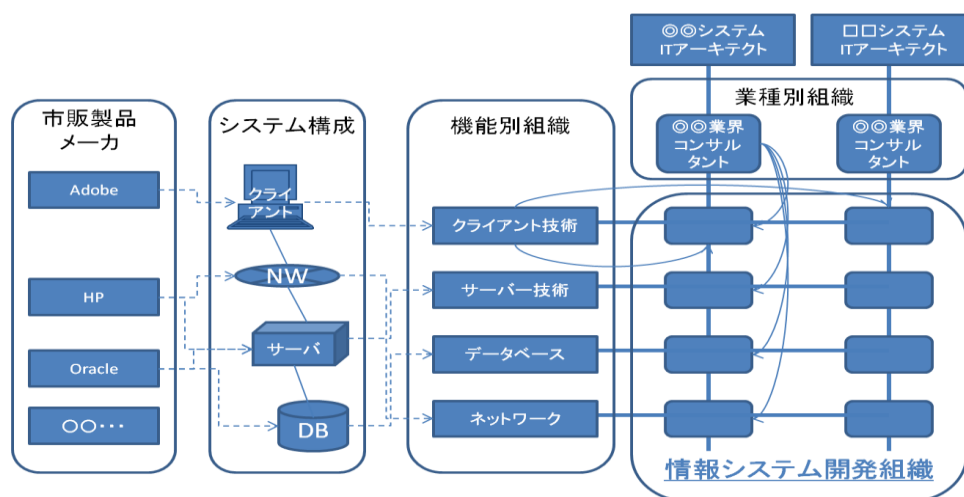 ◎◎システム
ITアーキテクト
□□システム
ITアーキテクト
市販製品
メーカ
Adobe
HP
Oracle
○○…
システム構成
クライ
アント
NW
サーバ
DB
機能別組織
クライアント技術
サーバー技術
データベース
ネットワーク
業種別組織
◎◎業界
コンサル
タント
◎◎業界
コンサル
タント
情報システム開発組織